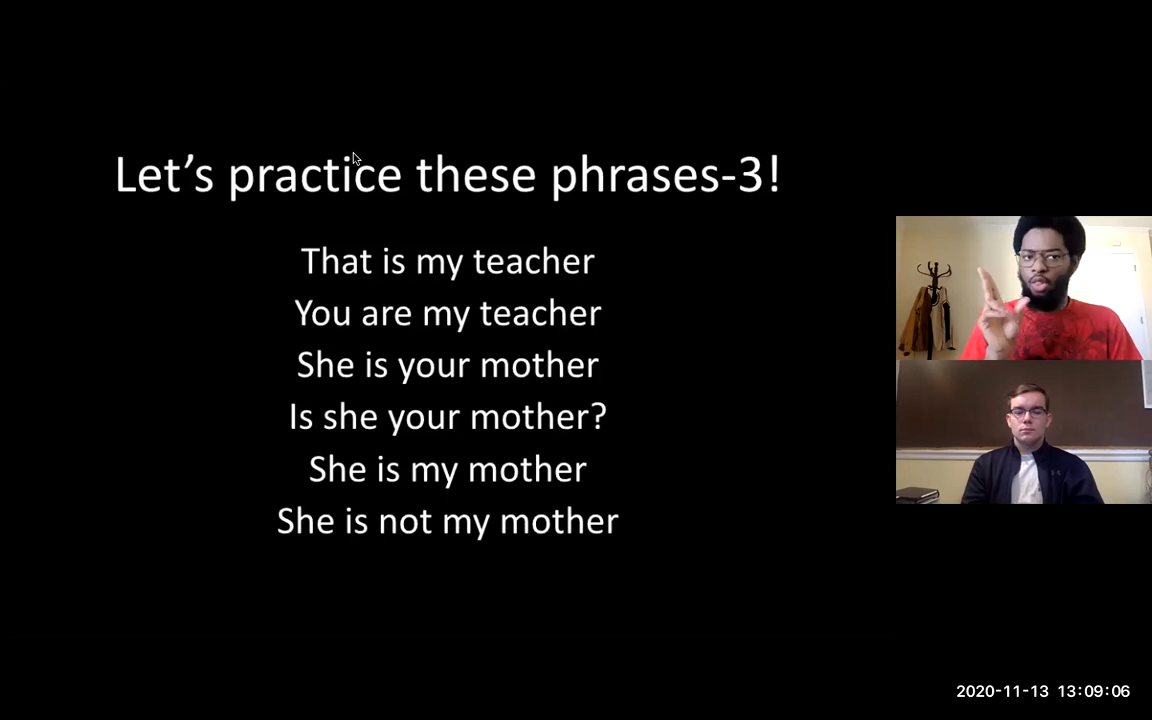 Let's practice these phrases-3!
That is my teacher
You are my teacher
She is your mother
Is she your mother?
She is my mother
She is not my mother
2020-11-13 13:09:06